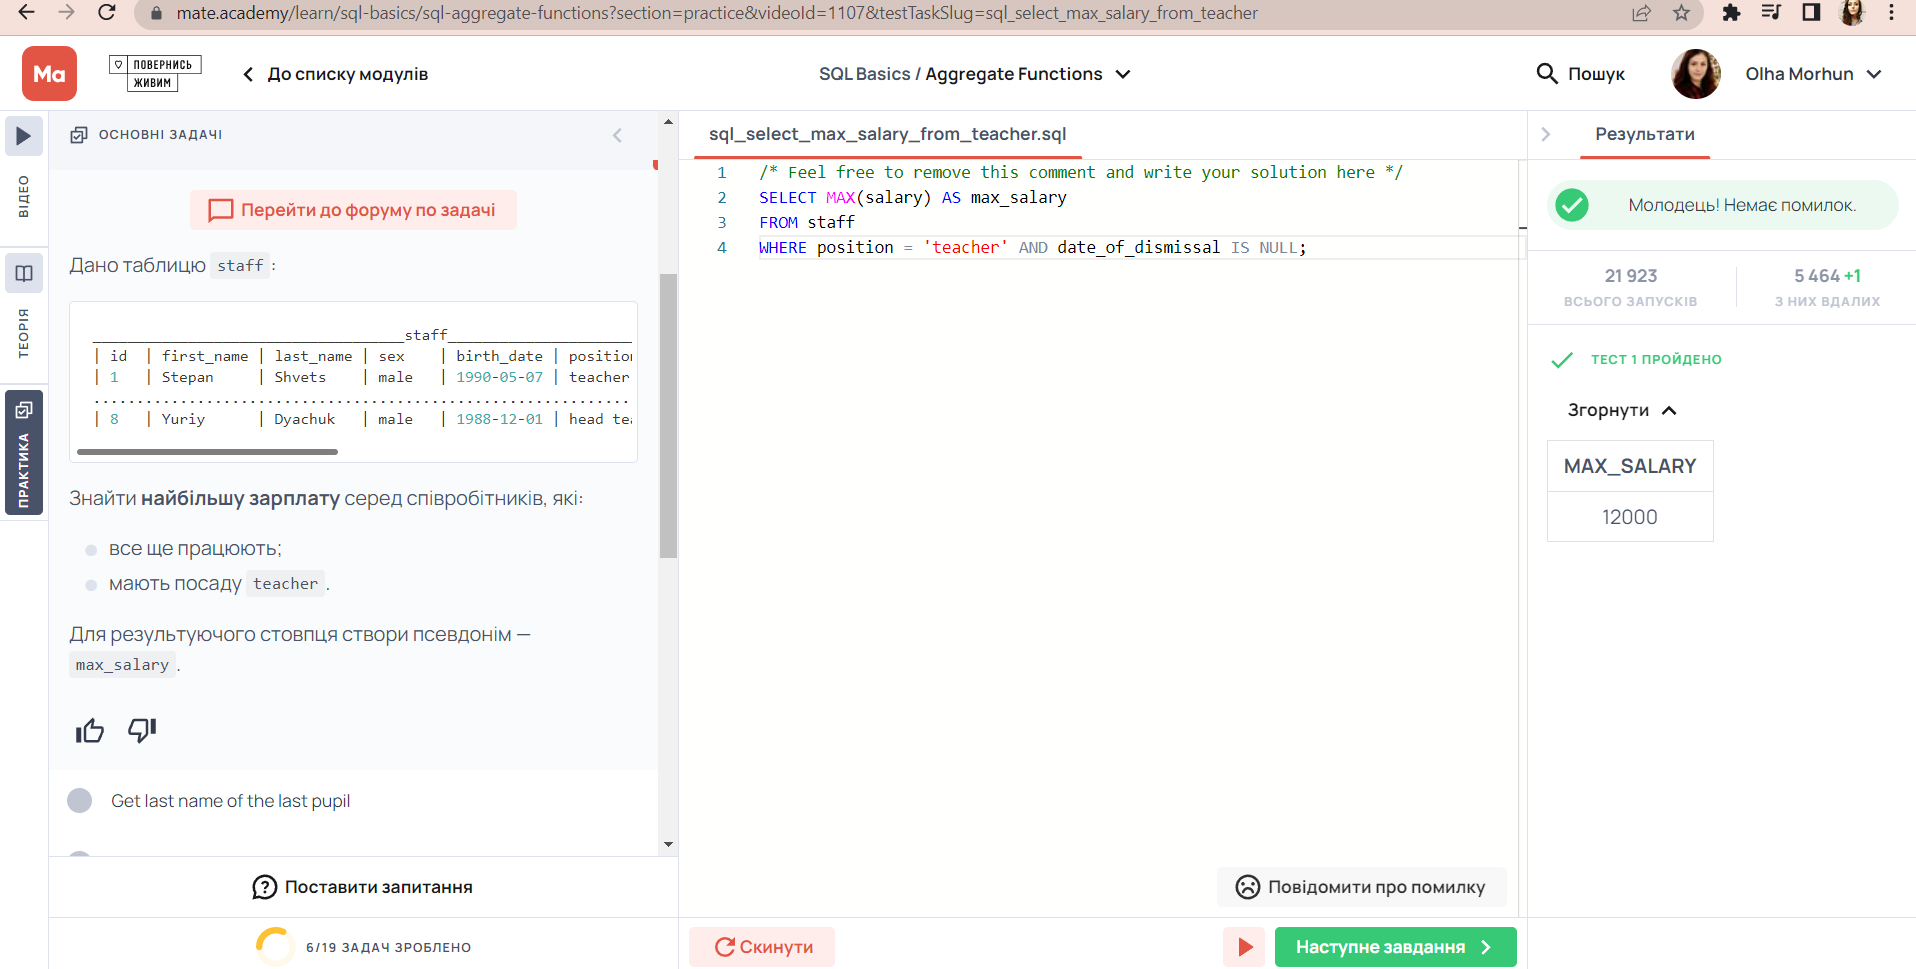 mate.academy/learn/sql-basics/sql-aggregate-functions?section=practice&videoId=1107&testTaskSlug=sql_select_max_salary_from_teacher
Ma
ПОВЕРНИСЬ
ЖИВИМ
До списку модулів
SQL Basics / Aggregate Functions
Пошук
Olha Morhun
ВІДЕО
ТЕОРІЯ
ПРАКТИКА
ОСНОВНІ ЗАДАЧІ
Перейти до форуму по задачі
Дано таблицю staff :
____________________________________staff_____________________
| id | first_name | last_name | sex | birth_date | position
| 1 | Stepan | Shvets | male | 1990-05-07 | teacher
..............................................................
| 8 | Yuriy | Dyachuk | male | 1988-12-01 | head tea
Знайти найбільшу зарплату серед співробітників, які:
все ще працюють;
мають посаду teacher .
Для результуючого стовпця створи псевдонім —
max_salary .
Get last name of the last pupil
Поставити запитання
6/19 ЗАДАЧ ЗРОБЛЕНО
sql_select_max_salary_from_teacher.sql
1 /* Feel free to remove this comment and write your solution here */
2 SELECT MAX(salary) AS max_salary
3 FROM staff
4 WHERE position = 'teacher' AND date_of_dismissal IS NULL;
Повідомити про помилку
Скинути
Наступне завдання
Результати
Молодець! Немає помилок.
21 923
ВСЬОГО ЗАПУСКІВ
5 464 +1
З НИХ ВДАЛИХ
ТЕСТ 1 ПРОЙДЕНО
Згорнути
MAX_SALARY
12000